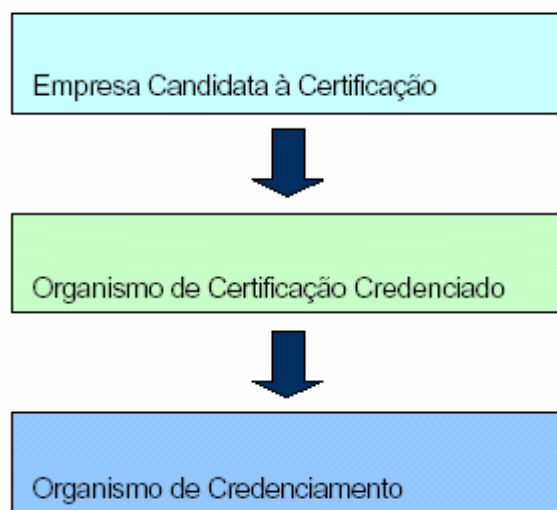 Empresa Candidata à Certificação
Organismo de Certificação Credenciado
Organismo de Credenciamento